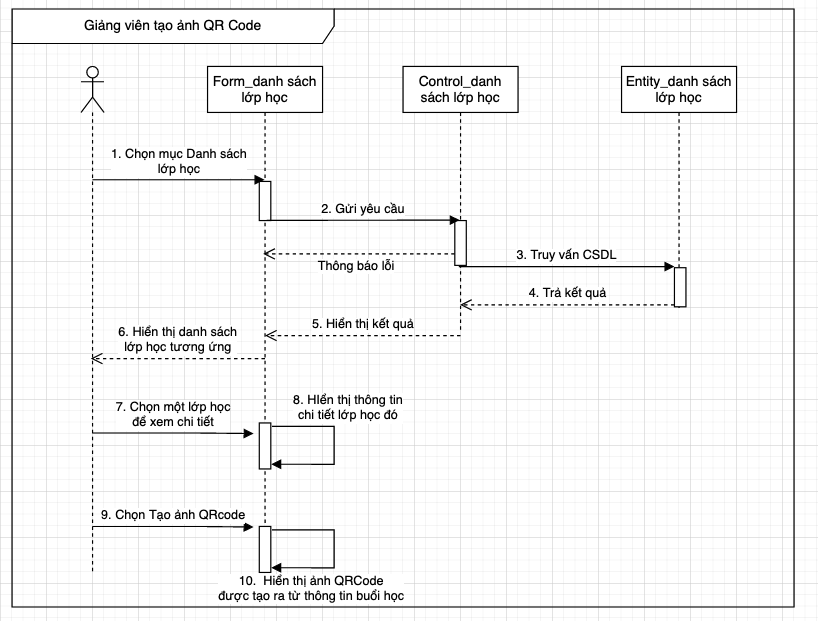 Giảng viên tạo ảnh QR Code
Form_danh sách
lớp học
Control_danh
sách lớp học
Entity_danh sách
lớp học
1. Chọn mục Danh sách
lớp học
2. Gửi yêu cầu
Thông báo lỗi
3. Truy vấn CSDL
4. Trả kết quả
5. Hiển thị kết quả
6. Hiển thị danh sách
lớp học tương ứng
7. Chọn một lớp học
để xem chi tiết
8. HIển thị thông tin
chi tiết lớp học đó
9. Chọn Tạo ảnh QRcode
10. Hiển thị ảnh QRCode
được tạo ra từ thông tin buổi học